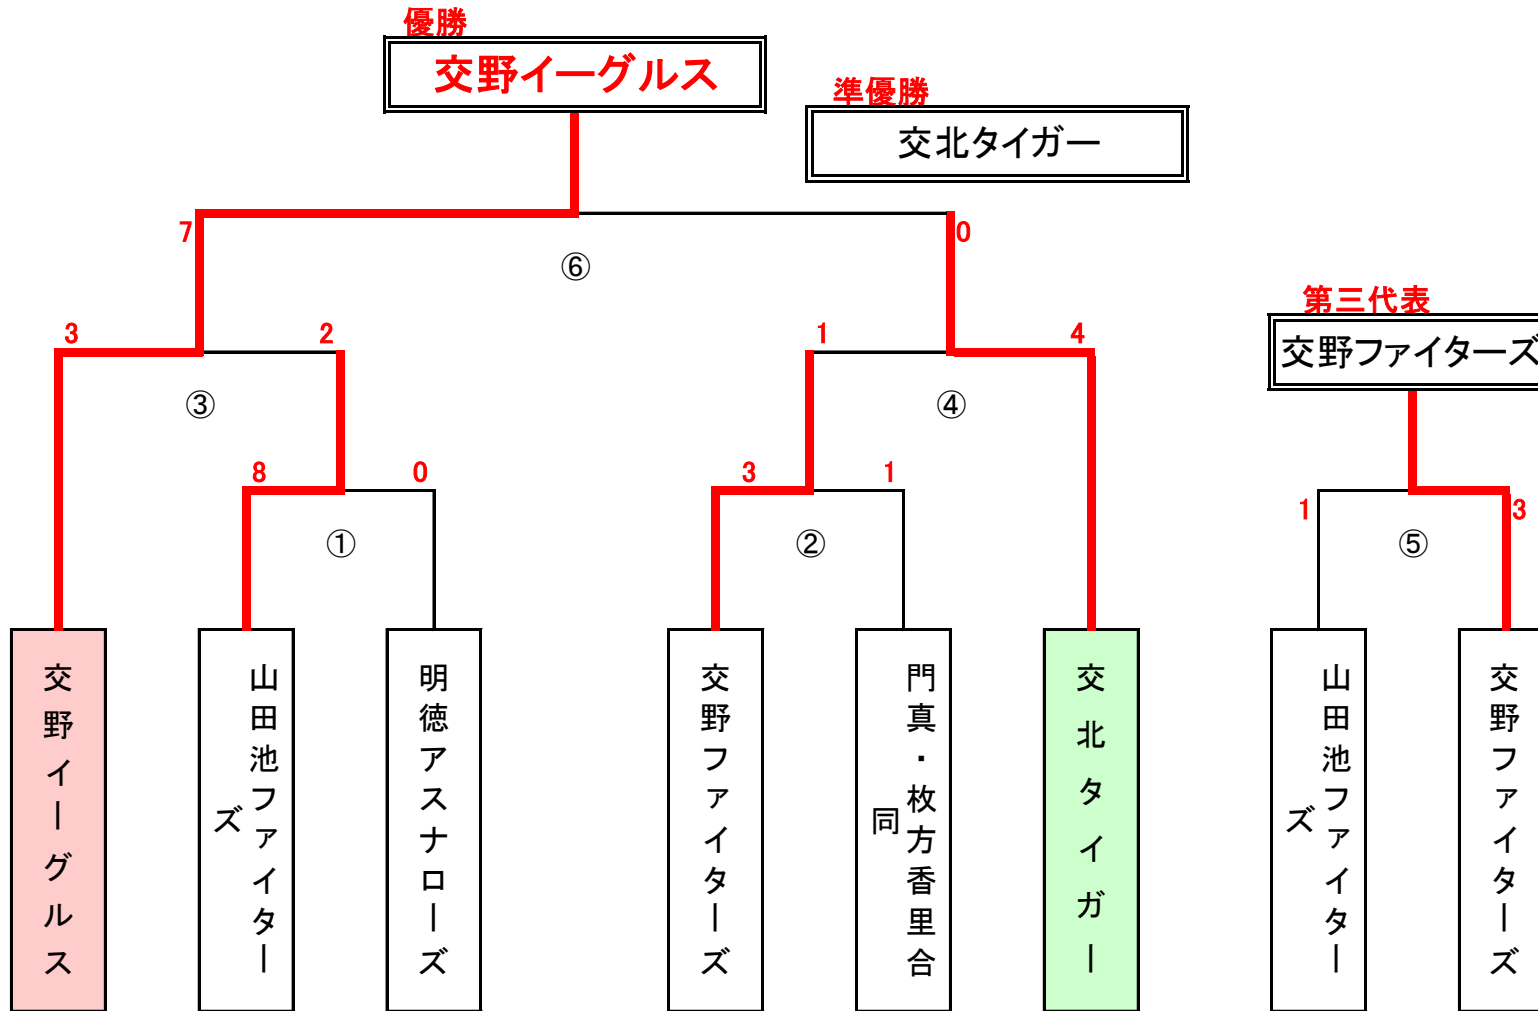 優勝
交野イーグルス
準優勝
交北タイガー
7
0
⑥
第三代表
交野ファイターズ
3
2
1
4
③
④
8
0
3
1
1
3
①
②
⑤
交野イーグルス
山田池ファイター
ズ
明徳アスナローズ
交野ファイターズ
門真・枚方香里合
同
交北タイガー
山田池ファイター
ズ
交野ファイターズ